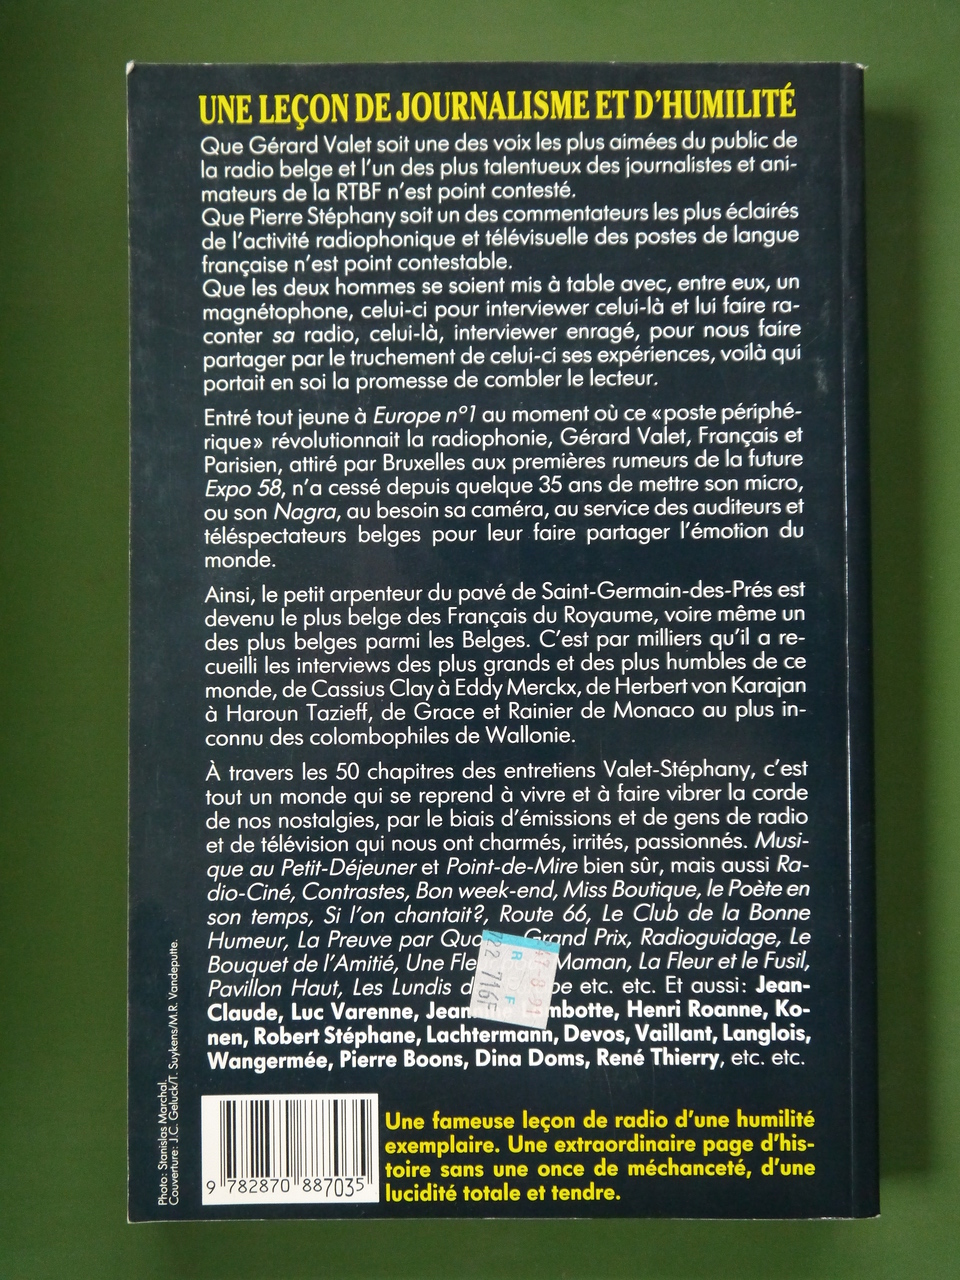 UNE LEÇON DE JOURNALISME ET D'HUMILITÉ
Que Gérard Valet soit une des voix les plus aimées du public de
la radio belge et l'un des plus talentueux des journalistes et ani-
mateurs de la RTBF n'est point contesté.
Que Pierre Stéphany soit un des commentateurs les plus éclairés
de l'activité radiophonique et télévisuelle des postes de langue
française n'est point contestable.
Que les deux hommes se soient mis à table avec, entre eux, un
magnétophone, celui-ci pour interviewer celui-là et lui faire ra-
conter sa radio, celui-là, interviewer enragé, pour nous faire
partager par le truchement de celui-ci ses expériences, voilà qui
portait en soi la promesse de combler le lecteur.
Entré tout jeune à Europe n°1 au moment où ce «poste périphé-
rique» révolutionnait la radiophonie, Gérard Valet, Français et
Parisien, attiré par Bruxelles aux premières rumeurs de la future
Expo 58, n'a cessé depuis quelque 35 ans de mettre son micro,
ou son Nagra, au besoin sa caméra, au service des auditeurs et
téléspectateurs belges pour leur faire partager l'émotion du
monde.
Ainsi, le petit arpenteur du pavé de Saint-Germain-des-Prés est
devenu le plus belge des Français du Royaume, voire même un
des plus belges parmi les Belges. C'est par milliers qu'il a re-
cueilli les interviews des plus grands et des plus humbles de ce
monde, de Cassius Clay à Eddy Merckx, de Herbert von Karajan
à Haroun Tazieff, de Grace et Rainier de Monaco au plus in-
connu des colombophiles de Wallonie.
À travers les 50 chapitres des entretiens Valet-Stéphany, c'est
tout un monde qui se reprend à vivre et à faire vibrer la corde
de nos nostalgies, par le biais d'émissions et de gens de radio
et de télévision qui nous ont charmés, irrités, passionnés. Musi-
que au Petit-Déjeuner et Point-de-Mire bien sûr, mais aussi Ra-
dio-Ciné, Contrastes, Bon week-end, Miss Boutique, le Poète en
son temps, Si l'on chantait?, Route 66, Le Club de la Bonne
Humeur, La Preuve par Grand Prix, Radioguidage, Le
Bouquet de l'Amitié, Une Maman, La Fleur et le Fusil,
Pavillon Haut, Les Lundis etc. etc. Et aussi: Jean-
Claude, Luc Varenne, Henri Roanne, Ko-
nen, Robert Stéphane, Lachtermann, Devos, Vaillant, Langlois,
Wangermée, Pierre Boons, Dina Doms, René Thierry, etc. etc.
722 716F
R F
Une fameuse leçon de radio d'une humilité
exemplaire. Une extraordinaire page d'his-
toire sans une once de méchanceté, d'une
lucidité totale et tendre.
9 782870 887035
Photo: Stanislas Marchal.
Couverture: J.C. Geluck/T. Suykens/M.R. Vandeputte.